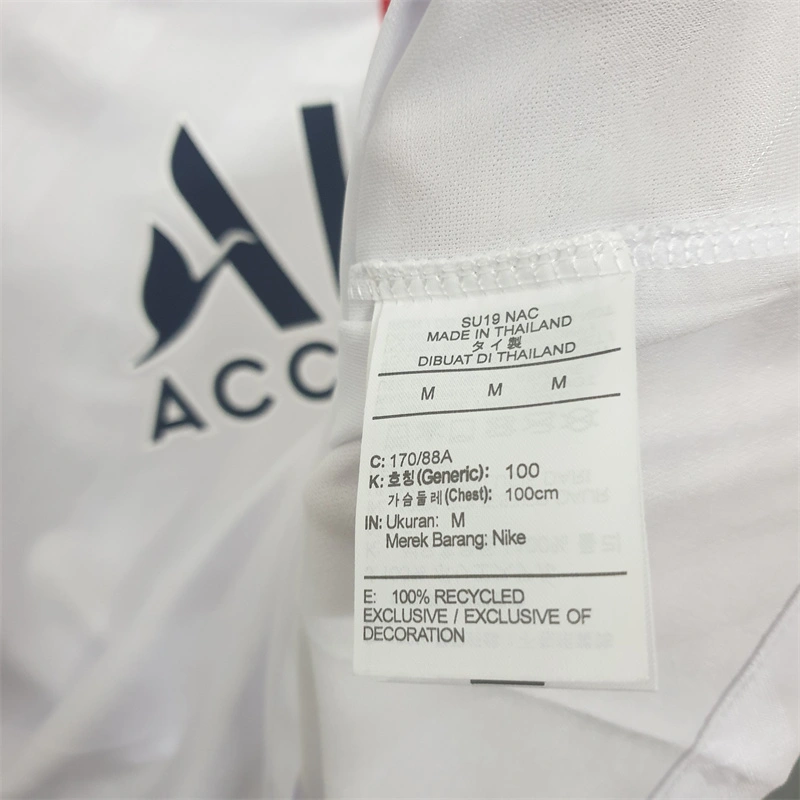 AL
ACC
SU19 NAC
MADE IN THAILAND
タイ製
DIBUAT DI THAILAND
M M M
C: 170/88A
K: 호칭(Generic): 100
가슴둘레(Chest): 100cm
IN: Ukuran: M
Merek Barang: Nike
E: 100% RECYCLED
EXCLUSIVE / EXCLUSIVE OF
DECORATION